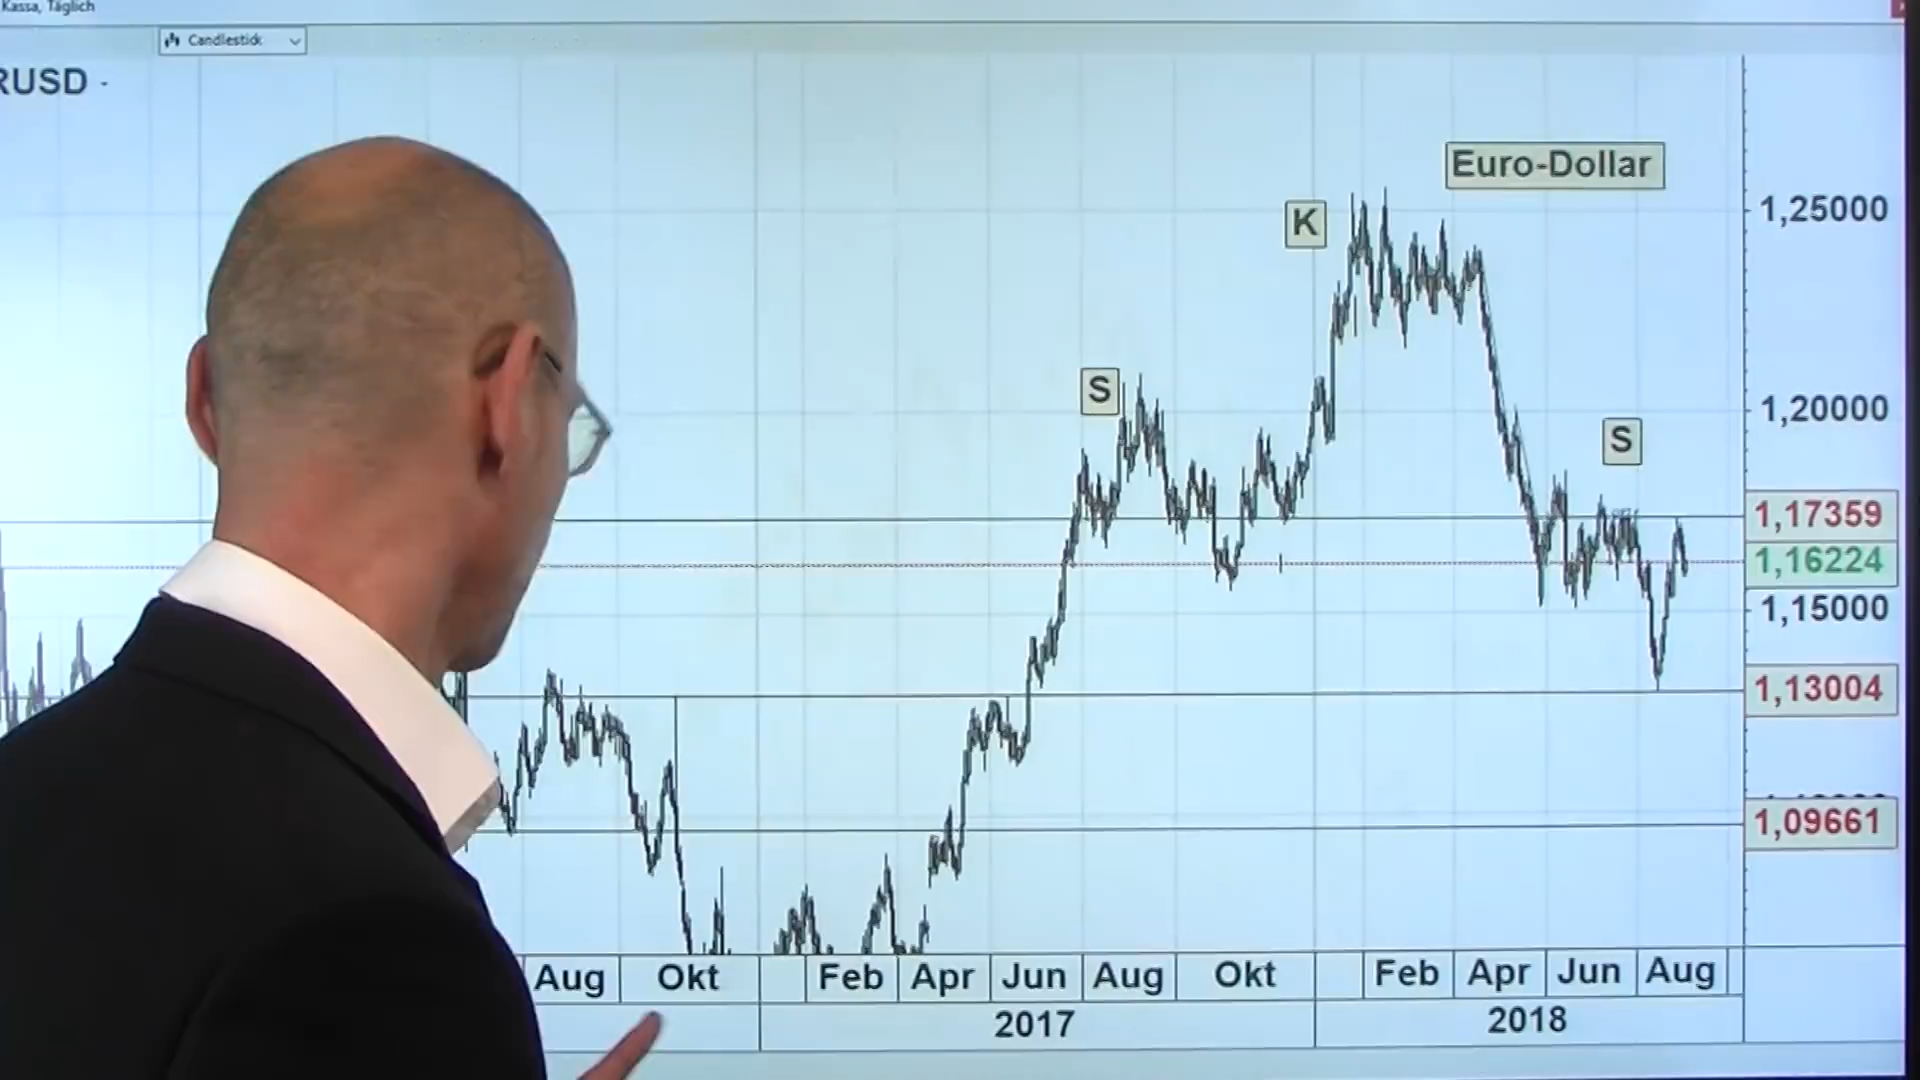 Kassa, Täglich
Candlestick
RUSD -
Euro-Dollar
K
S
S
1,25000
1,20000
1,17359
1,16224
1,15000
1,13004
1,09661
Aug Okt Feb Apr Jun Aug Okt Feb Apr Jun Aug
2017 2018